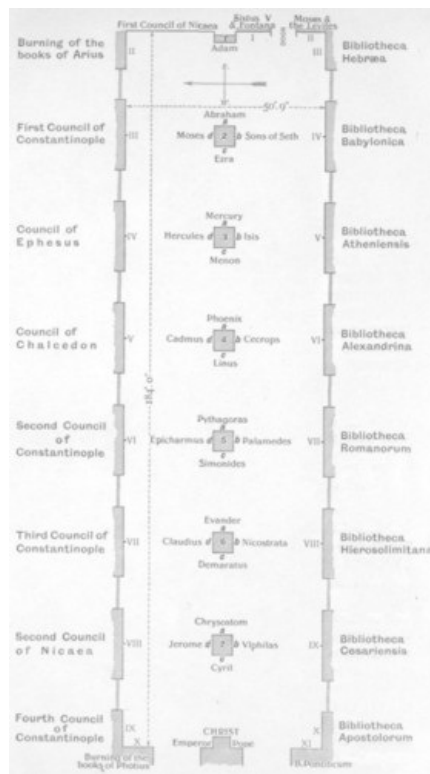 First Council of Nicaea
Sixtus V
& Fontana
Moses &
the Levites
Burning of the
books of Arius
II
Adam
I
DOOR
II
III
Bibliotheca
Hebræa
50'. 9"
First Council of
Constantinople
III
Abraham
a
Moses d 2 b Sons of Seth
c
Ezra
IV
Bibliotheca
Babylonica
Council of
Ephesus
IV
Mercury
a
Hercules d 3 b Isis
c
Menon
V
Bibliotheca
Atheniensis
Council of
Chalcedon
V
Phoenix
a
Cadmus d 4 b Cecrops
c
Linus
VI
Bibliotheca
Alexandrina
184'. 0"
Second Council
of
Constantinople
VI
Pythagoras
a
Epicharmus d 5 b Palamedes
c
Simonides
VII
Bibliotheca
Romanorum
Third Council of
Constantinople
VII
Evander
a
Claudius d 6 b Nicostrata
c
Demaratus
VIII
Bibliotheca
Hierosolimitana
Second Council
of Nicaea
VIII
Chrysostom
a
Jerome d 7 b Vlphilas
c
Cyril
IX
Bibliotheca
Cesariensis
Fourth Council
of
Constantinople
IX
X
Burning of the
books of Photius
CHRIST
Emperor
Pope
X
XI
B. Pontificum
Bibliotheca
Apostolorum